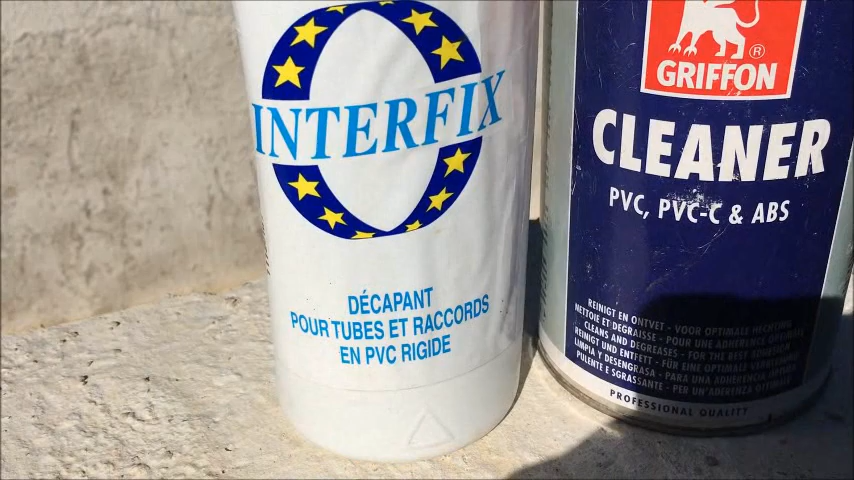 INTERFIX
DÉCAPANT
POUR TUBES ET RACCORDS
EN PVC RIGIDE
GRIFFON®
CLEANER
PVC, PVC-C & ABS
REINIGT EN ONTVET - VOOR OPTIMALE HECHTING
NETTOIE ET DEGRAISSE - POUR UNE ADHERENCE OPTIMALE
CLEANS AND DEGREASES - FOR THE BEST ADHESION
REINIGT UND ENTFETT - FÜR EINE OPTIMALE VERBINDUNG
LIMPIA Y DESENGRASA - PARA UNA ADHERENCIA OPTIMA
PULENTE E SGRASSANTE - PER UN'ADERENZA OTTIMALE
PROFESSIONAL QUALITY